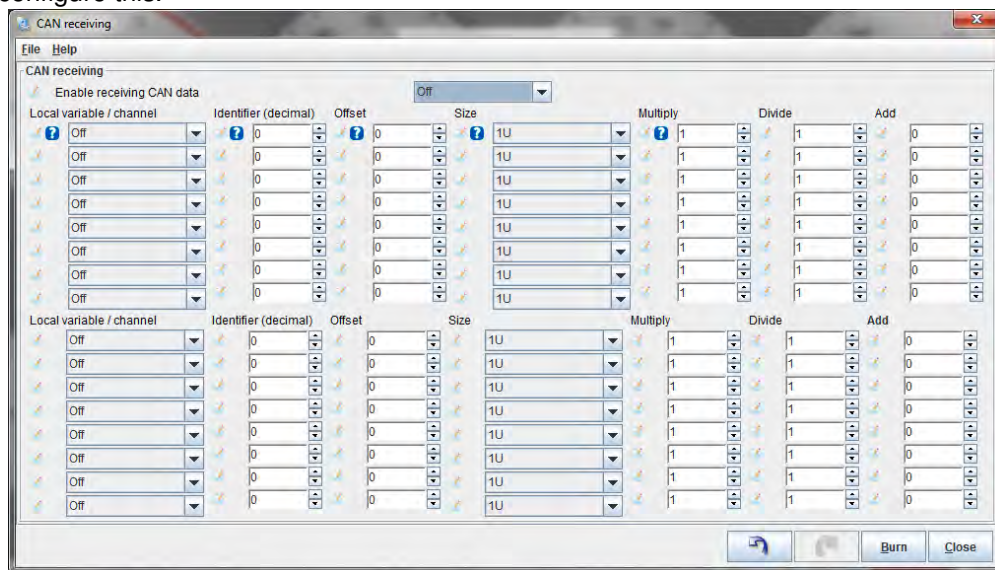 configure this.
CAN receiving
File Help
CAN receiving
Enable receiving CAN data Off
Local variable / channel Identifier (decimal) Offset Size Multiply Divide Add
Off 0 0 1U 1 1 0
Off 0 0 1U 1 1 0
Off 0 0 1U 1 1 0
Off 0 0 1U 1 1 0
Off 0 0 1U 1 1 0
Off 0 0 1U 1 1 0
Off 0 0 1U 1 1 0
Off 0 0 1U 1 1 0
Local variable / channel Identifier (decimal) Offset Size Multiply Divide Add
Off 0 0 1U 1 1 0
Off 0 0 1U 1 1 0
Off 0 0 1U 1 1 0
Off 0 0 1U 1 1 0
Off 0 0 1U 1 1 0
Off 0 0 1U 1 1 0
Off 0 0 1U 1 1 0
Off 0 0 1U 1 1 0
Burn Close